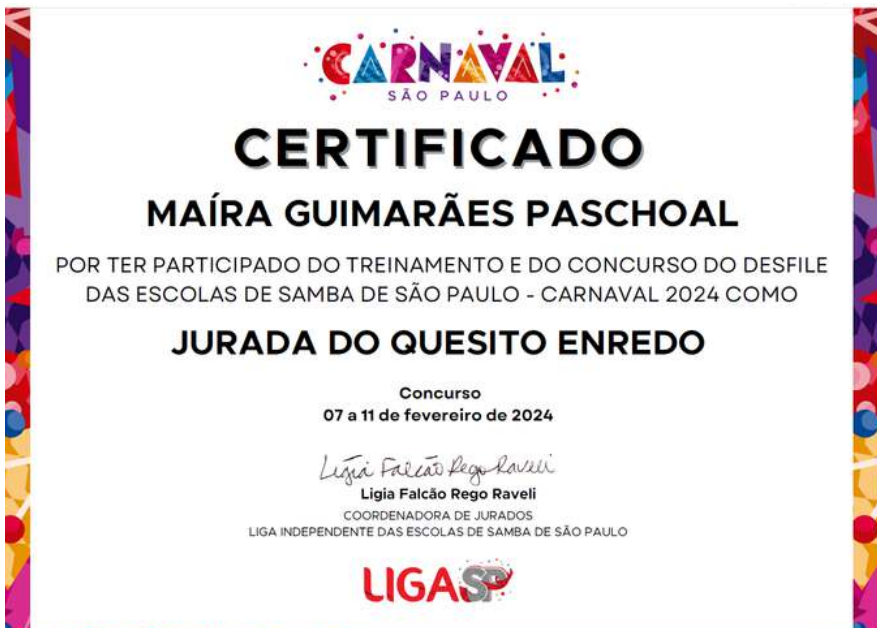 CARNAVAL
SÃO PAULO
CERTIFICADO
MAÍRA GUIMARÃES PASCHOAL
POR TER PARTICIPADO DO TREINAMENTO E DO CONCURSO DO DESFILE
DAS ESCOLAS DE SAMBA DE SÃO PAULO - CARNAVAL 2024 COMO
JURADA DO QUESITO ENREDO
Concurso
07 a 11 de fevereiro de 2024
Ligia Falcão Rego Raveli
Ligia Falcão Rego Raveli
COORDENADORA DE JURADOS
LIGA INDEPENDENTE DAS ESCOLAS DE SAMBA DE SÃO PAULO
LIGASP